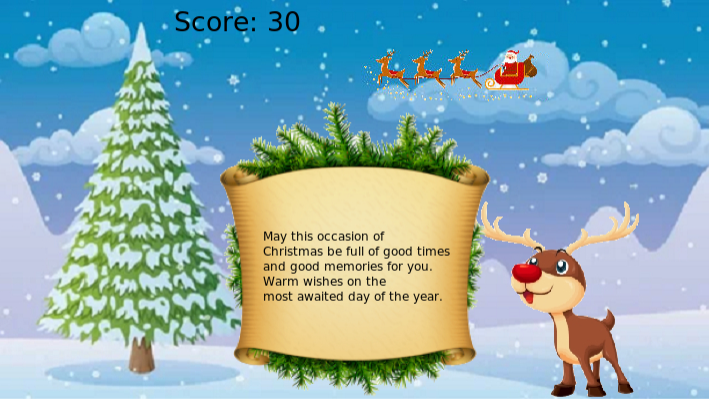 Score: 30
May this occasion of
Christmas be full of good times
and good memories for you.
Warm wishes on the
most awaited day of the year.